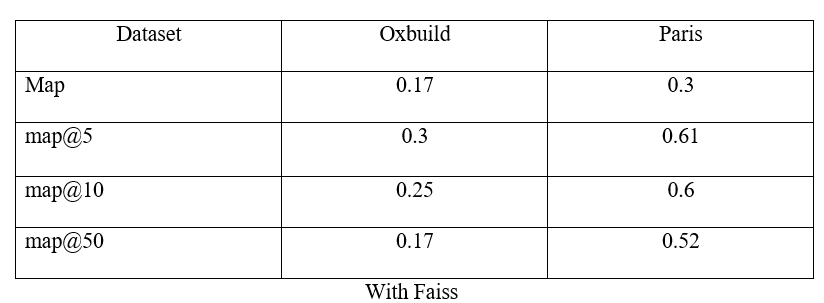 Dataset Oxbuild Paris
Map 0.17 0.3
map@5 0.3 0.61
map@10 0.25 0.6
map@50 0.17 0.52
With Faiss